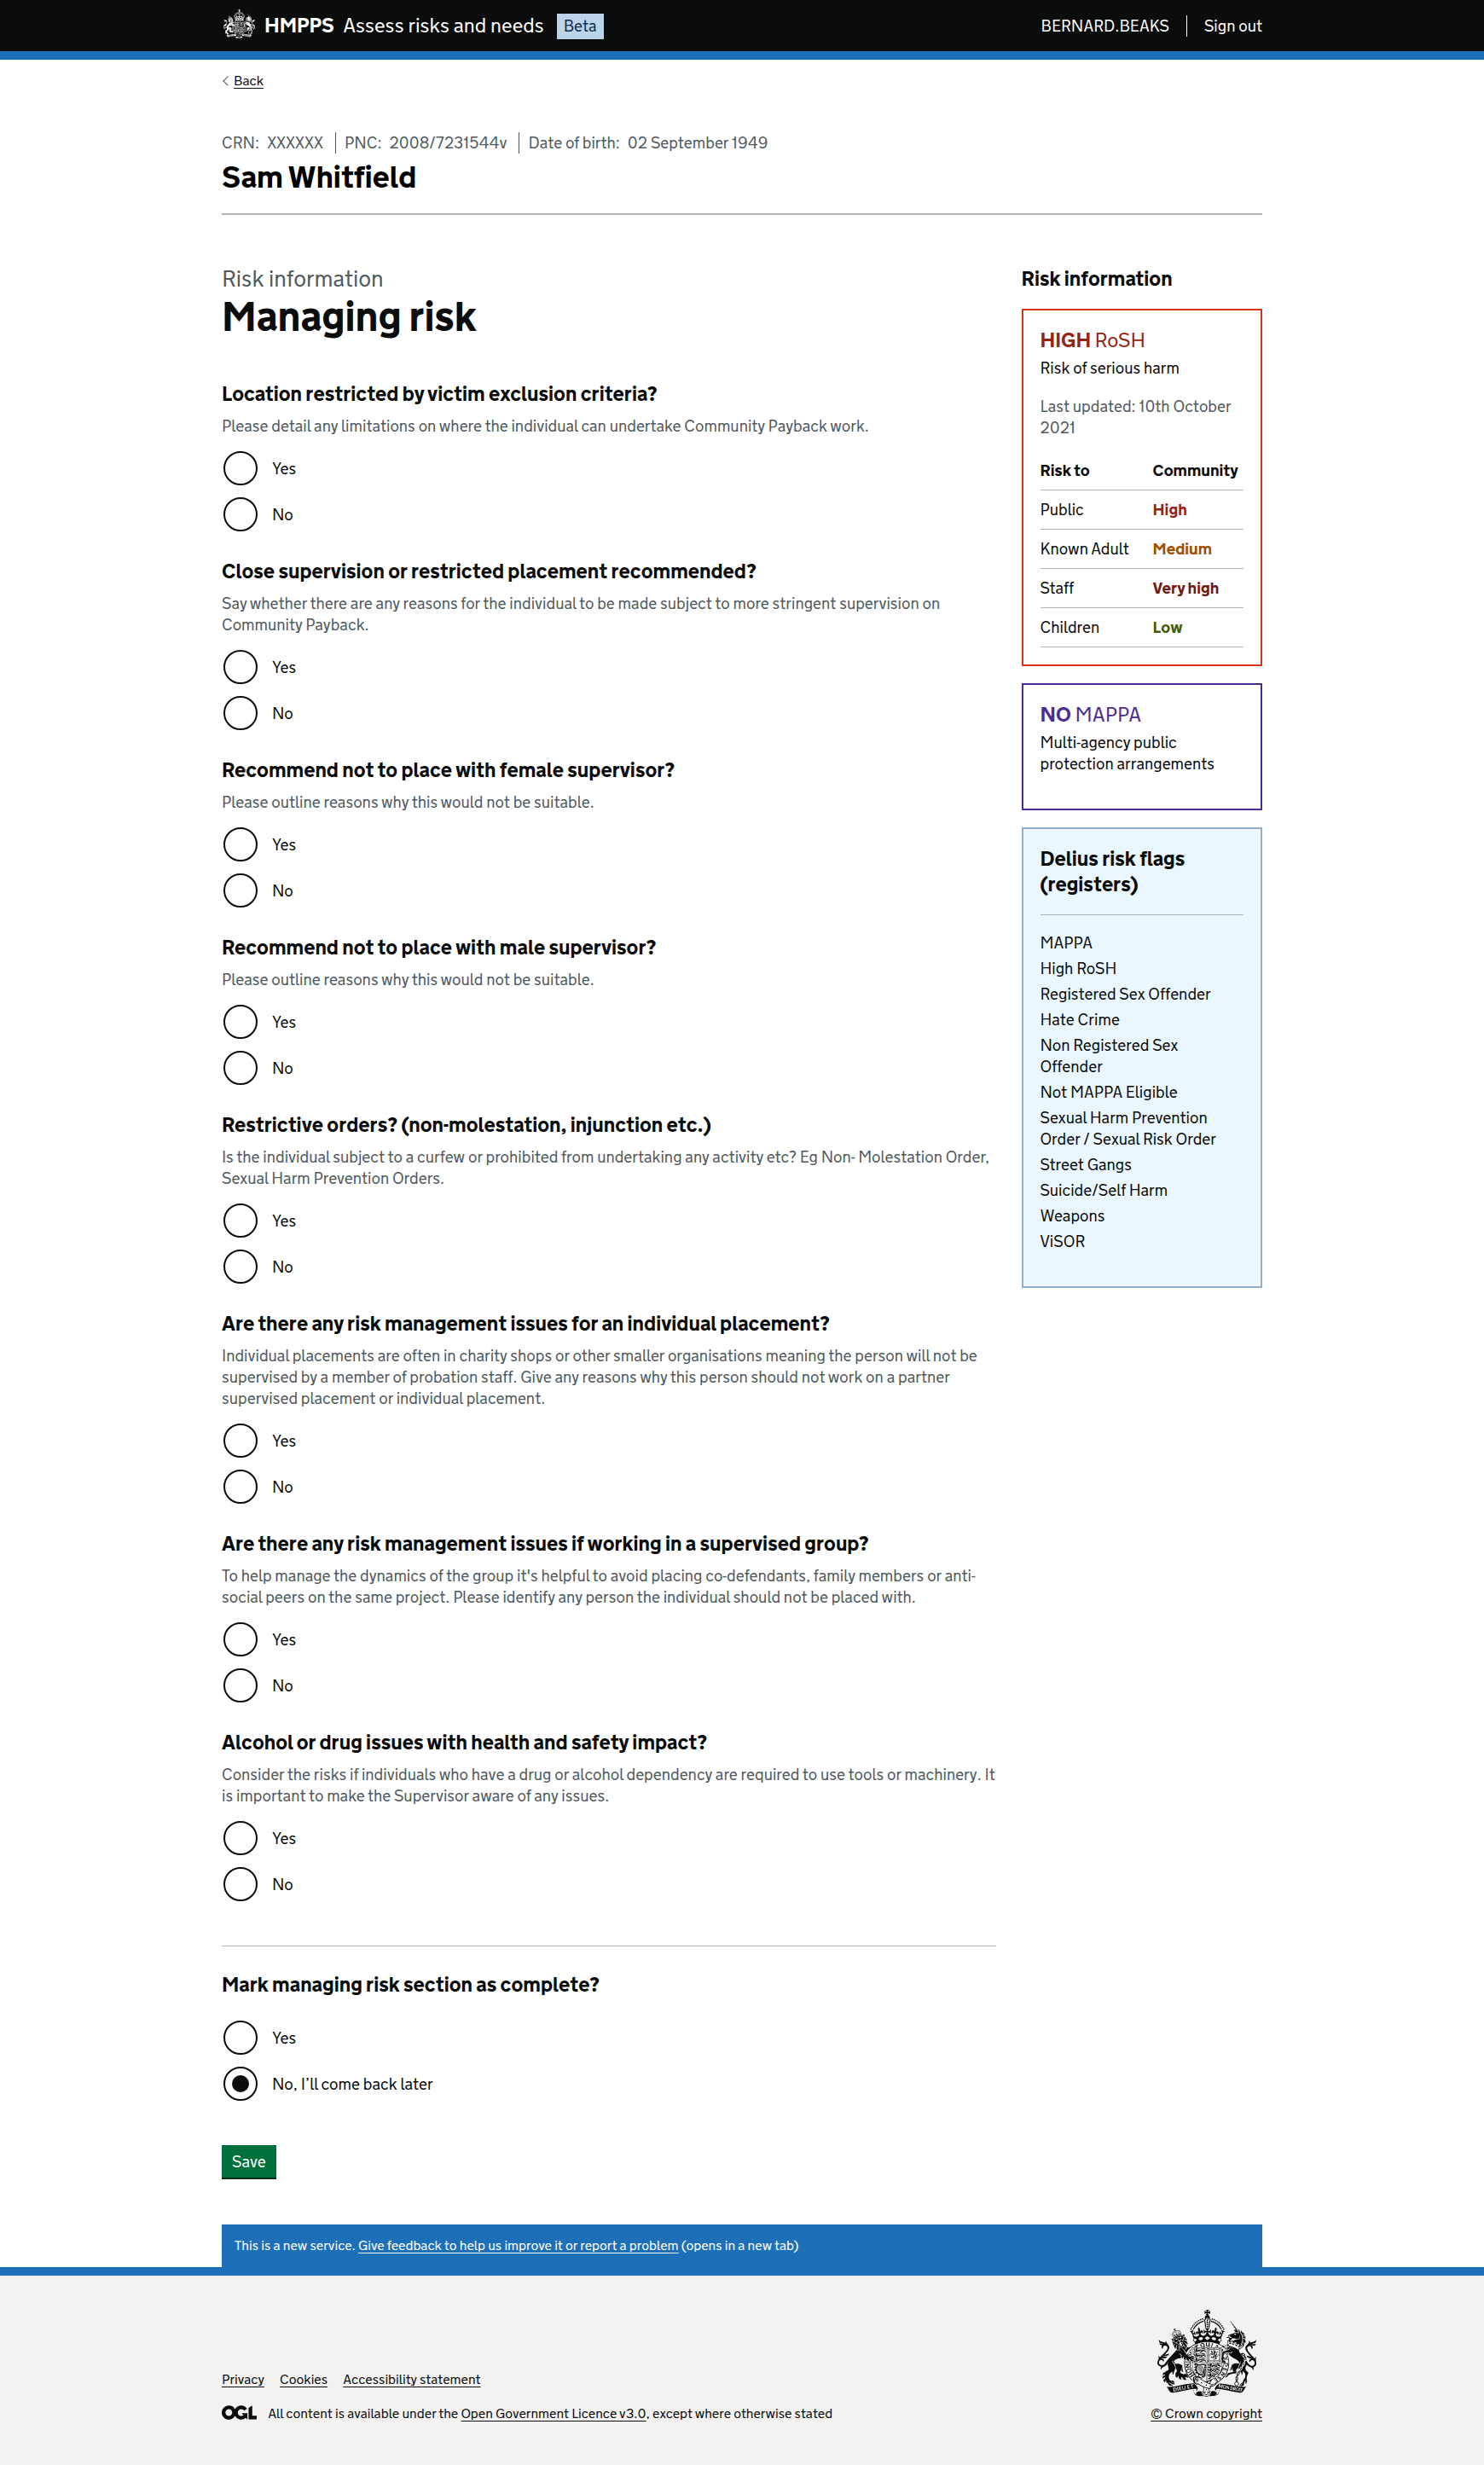 HMPPS Assess risks and needs Beta
BERNARD.BEAKS Sign out
Back
CRN: XXXXXX PNC: 2008/7231544v Date of birth: 02 September 1949
Sam Whitfield
Risk information
Managing risk
Location restricted by victim exclusion criteria?
Please detail any limitations on where the individual can undertake Community Payback work.
Yes
No
Close supervision or restricted placement recommended?
Say whether there are any reasons for the individual to be made subject to more stringent supervision on
Community Payback.
Yes
No
Recommend not to place with female supervisor?
Please outline reasons why this would not be suitable.
Yes
No
Recommend not to place with male supervisor?
Please outline reasons why this would not be suitable.
Yes
No
Restrictive orders? (non-molestation, injunction etc.)
Is the individual subject to a curfew or prohibited from undertaking any activity etc? Eg Non- Molestation Order,
Sexual Harm Prevention Orders.
Yes
No
Are there any risk management issues for an individual placement?
Individual placements are often in charity shops or other smaller organisations meaning the person will not be
supervised by a member of probation staff. Give any reasons why this person should not work on a partner
supervised placement or individual placement.
Yes
No
Are there any risk management issues if working in a supervised group?
To help manage the dynamics of the group it's helpful to avoid placing co-defendants, family members or anti-
social peers on the same project. Please identify any person the individual should not be placed with.
Yes
No
Alcohol or drug issues with health and safety impact?
Consider the risks if individuals who have a drug or alcohol dependency are required to use tools or machinery. It
is important to make the Supervisor aware of any issues.
Yes
No
Mark managing risk section as complete?
Yes
No, I’ll come back later
Save
Risk information
HIGH RoSH
Risk of serious harm
Last updated: 10th October
2021
Risk to Community
Public High
Known Adult Medium
Staff Very high
Children Low
NO MAPPA
Multi-agency public
protection arrangements
Delius risk flags
(registers)
MAPPA
High RoSH
Registered Sex Offender
Hate Crime
Non Registered Sex
Offender
Not MAPPA Eligible
Sexual Harm Prevention
Order / Sexual Risk Order
Street Gangs
Suicide/Self Harm
Weapons
ViSOR
This is a new service. Give feedback to help us improve it or report a problem (opens in a new tab)
Privacy Cookies Accessibility statement
OGL All content is available under the Open Government Licence v3.0, except where otherwise stated
© Crown copyright